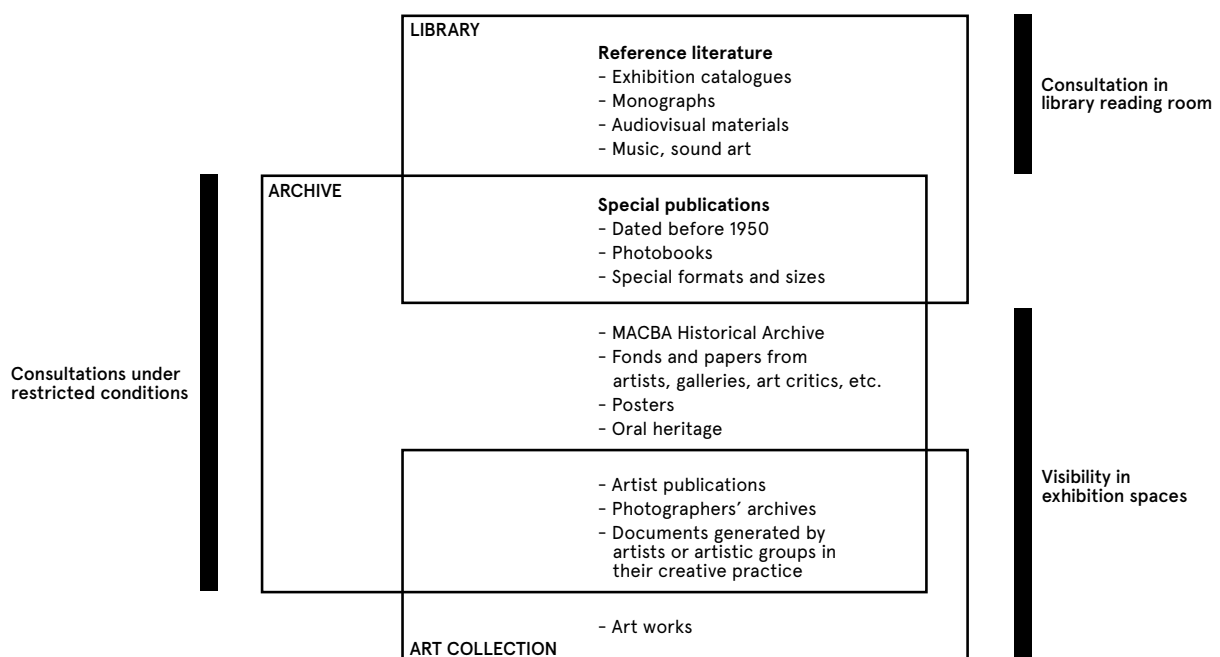 LIBRARY
Reference literature
- Exhibition catalogues
- Monographs
- Audiovisual materials
- Music, sound art
Consultation in
library reading room
ARCHIVE
Special publications
- Dated before 1950
- Photobooks
- Special formats and sizes
Consultations under
restricted conditions
- MACBA Historical Archive
- Fonds and papers from
artists, galleries, art critics, etc.
- Posters
- Oral heritage
- Artist publications
- Photographers’ archives
- Documents generated by
artists or artistic groups in
their creative practice
Visibility in
exhibition spaces
- Art works
ART COLLECTION